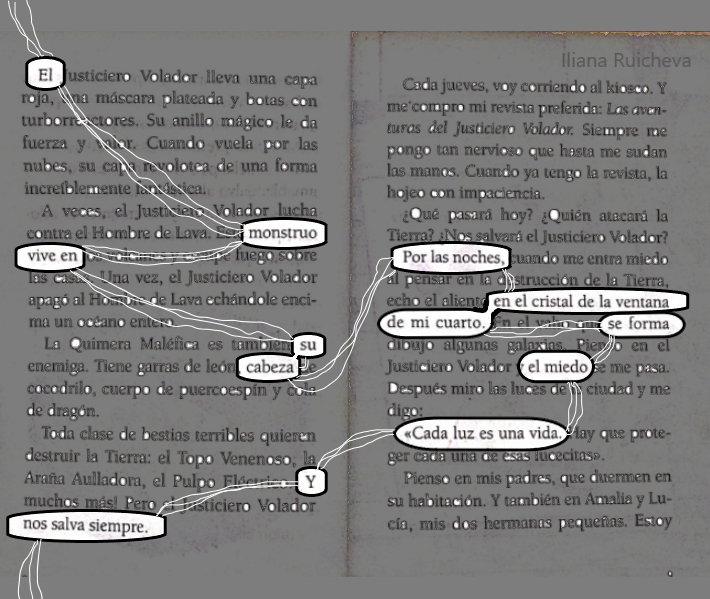 Iliana Ruicheva
El Justiciero Volador lleva una capa
roja, una máscara plateada y botas con
turborreactores. Su anillo mágico le da
fuerza y valor. Cuando vuela por las
nubes, su capa revolotea de una forma
increíblemente fantástica.
A veces, el Justiciero Volador lucha
contra el Hombre de Lava. Este monstruo
vive en los volcanes y escupe fuego sobre
las casas. Una vez, el Justiciero Volador
apagó al Hombre de Lava echándole enci-
ma un océano entero.
La Quimera Maléfica es también su
enemiga. Tiene garras de león, cabeza de
cocodrilo, cuerpo de puercoespín y cola
de dragón.
Toda clase de bestias terribles quieren
destruir la Tierra: el Topo Venenoso, la
Araña Aulladora, el Pulpo Eléctrico... Y
muchos más! Pero el Justiciero Volador
nos salva siempre.
Cada jueves, voy corriendo al kiosco. Y
me compro mi revista preferida: Las aven-
turas del Justiciero Volador. Siempre me
pongo tan nervioso que hasta me sudan
las manos. Cuando ya tengo la revista, la
hojeo con impaciencia.
¿Qué pasará hoy? ¿Quién atacará la
Tierra? ¿Nos salvará el Justiciero Volador?
Por las noches, cuando me entra miedo
al pensar en la destrucción de la Tierra,
echo el aliento en el cristal de la ventana
de mi cuarto. En el vaho que se forma
dibujo algunas galaxias. Pienso en el
Justiciero Volador y el miedo se me pasa.
Después miro las luces de la ciudad y me
digo:
«Cada luz es una vida. Hay que prote-
ger cada una de esas lucecitas».
Pienso en mis padres, que duermen en
su habitación. Y también en Amalia y Lu-
cía, mis dos hermanas pequeñas. Estoy